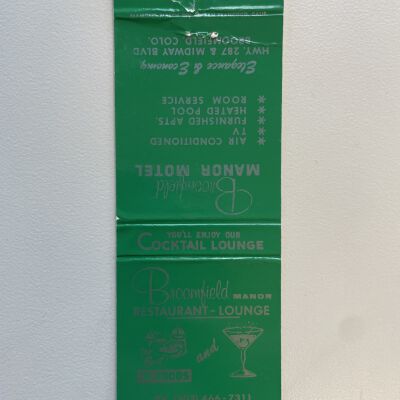 Broomfield
MANOR MOTEL
* AIR CONDITIONED
* TV
* FURNISHED APTS.
* HEATED POOL
* ROOM SERVICE
Elegance & Economy
HWY. 287 & MIDWAY BLVD
BROOMFIELD COLO.
YOU'LL ENJOY OUR
COCKTAIL LOUNGE
Broomfield MANOR
RESTAURANT - LOUNGE
and
466-7311